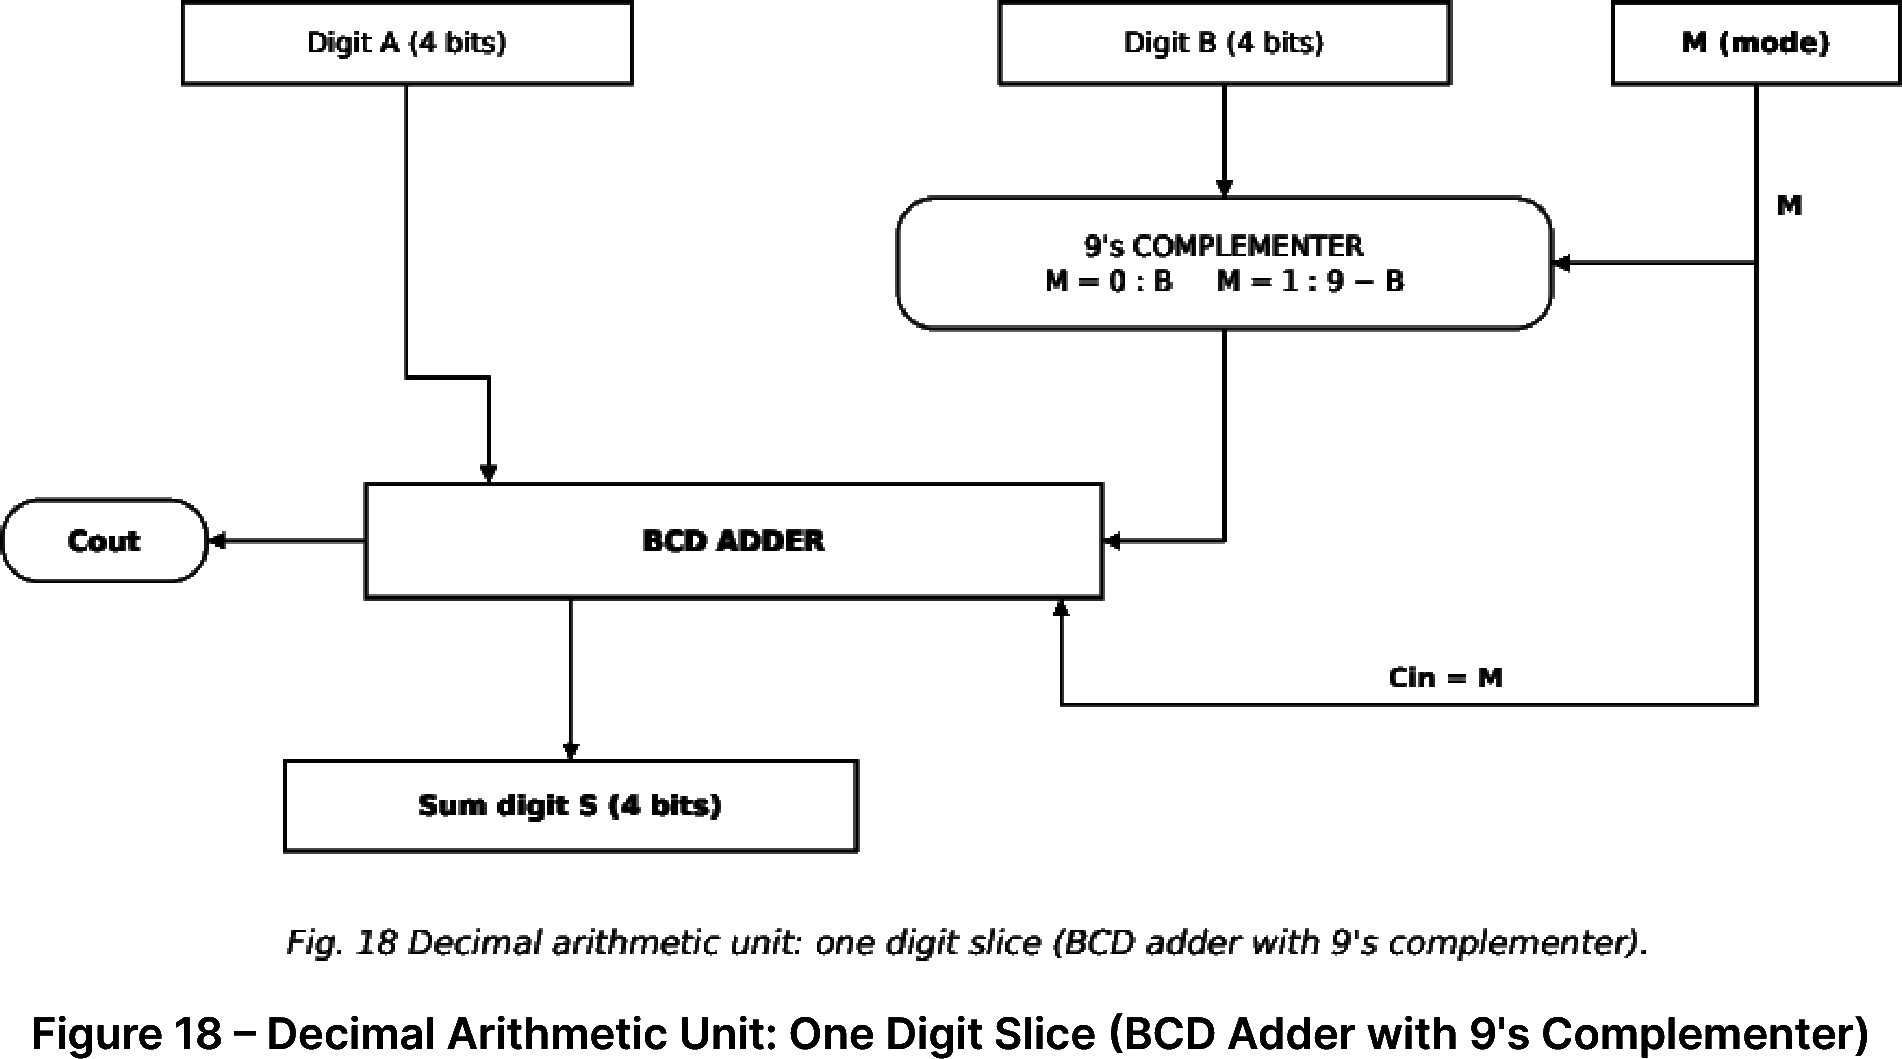 Digit A (4 bits)
Digit B (4 bits)
M (mode)
M
9's COMPLEMENTER
M = 0 : B M = 1 : 9 − B
Cout
BCD ADDER
Cin = M
Sum digit S (4 bits)
Fig. 18 Decimal arithmetic unit: one digit slice (BCD adder with 9's complementer).
Figure 18 – Decimal Arithmetic Unit: One Digit Slice (BCD Adder with 9's Complementer)